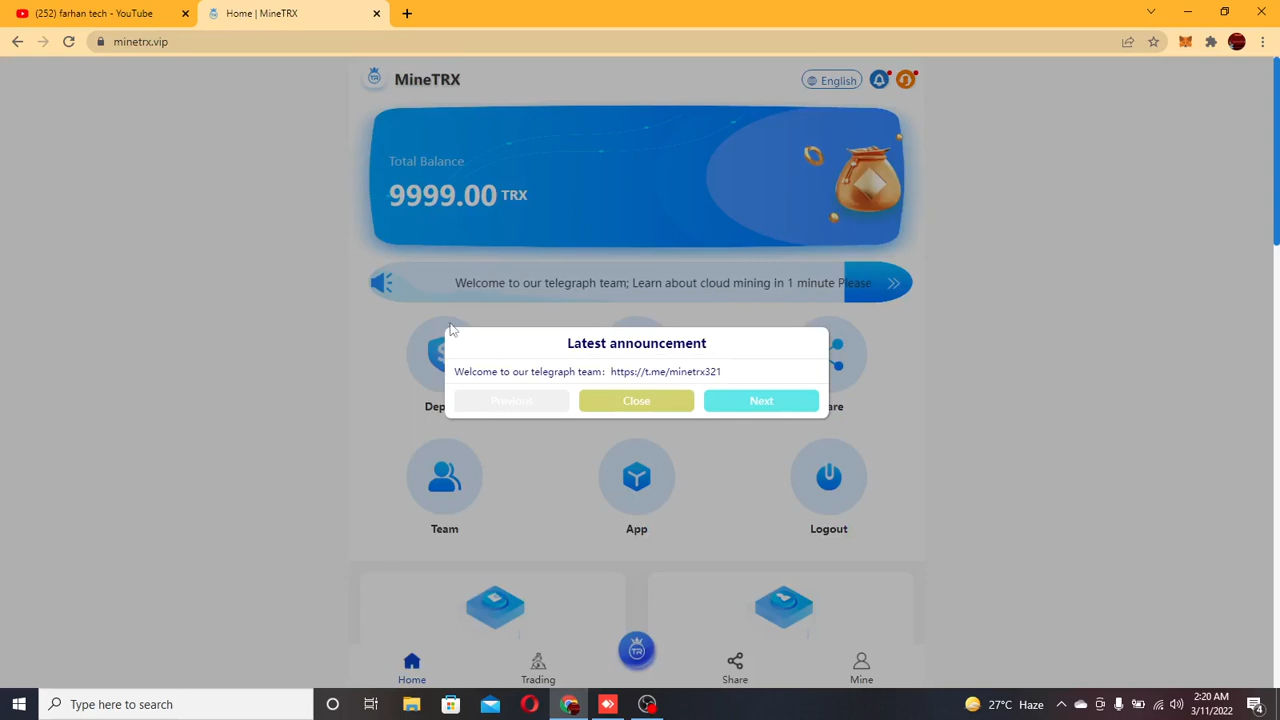 (252) farhan tech - YouTube
Home | MineTRX
minetrx.vip
MineTRX
English
Total Balance
9999.00 TRX
Welcome to our telegraph team; Learn about cloud mining in 1 minute Please
Latest announcement
Welcome to our telegraph team：https://t.me/minetrx321
Previous
Close
Next
Dep
are
Team
App
Logout
Home
Trading
TR
Share
Mine
Type here to search
27°C Haze
2:20 AM
3/11/2022
4